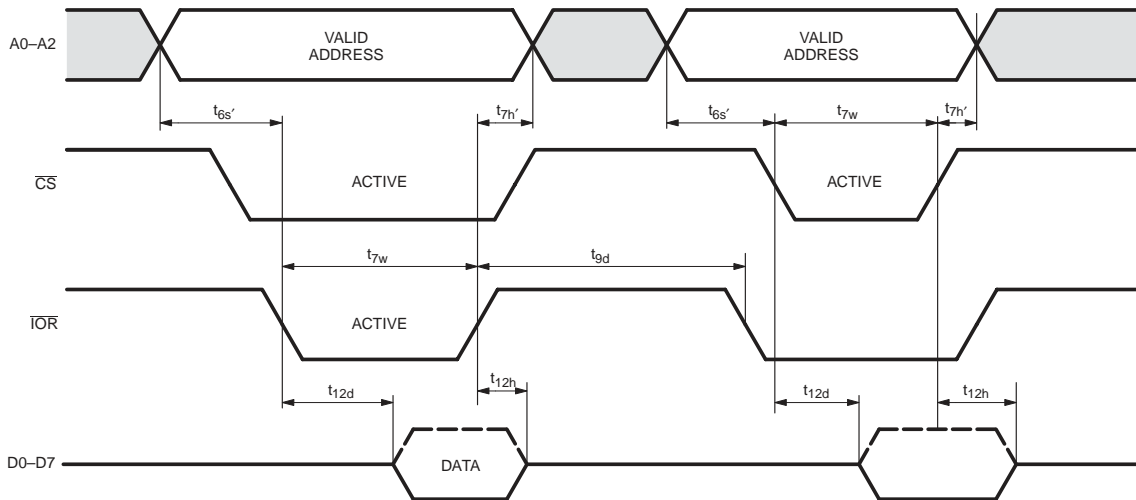 A0–A2
VALID
ADDRESS
VALID
ADDRESS
t6s′
t7h′
t6s′
t7w
t7h′
CS
ACTIVE
ACTIVE
t7w
t9d
IOR
ACTIVE
t12d
t12h
t12d
t12h
D0–D7
DATA